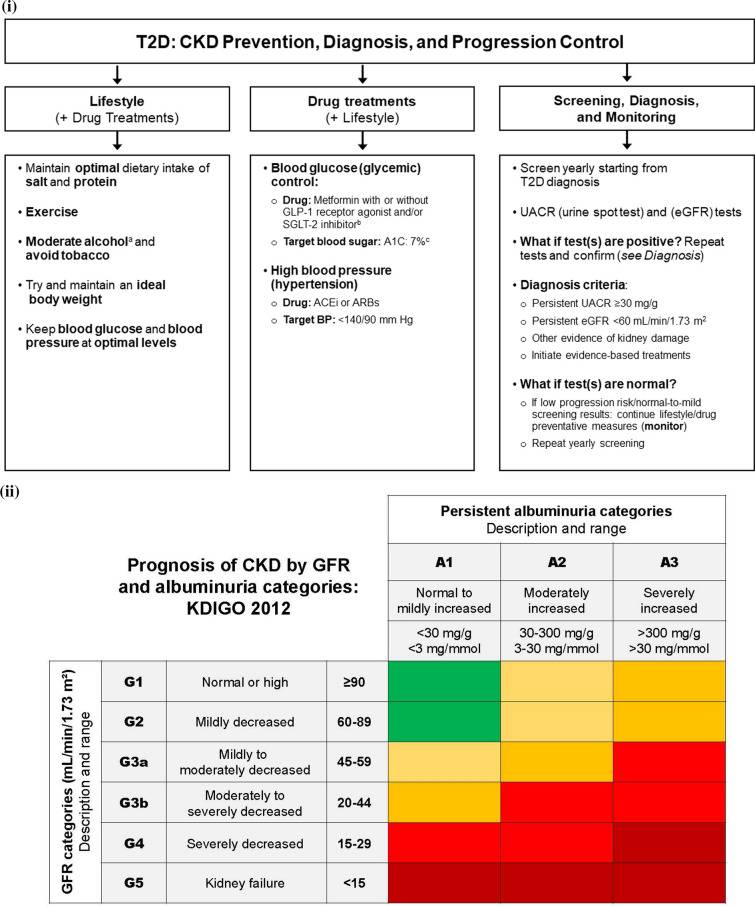 (i)
T2D: CKD Prevention, Diagnosis, and Progression Control
Lifestyle
(+ Drug Treatments)
• Maintain optimal dietary intake of
salt and protein
• Exercise
• Moderate alcoholᵃ and
avoid tobacco
• Try and maintain an ideal
body weight
• Keep blood glucose and blood
pressure at optimal levels
Drug treatments
(+ Lifestyle)
• Blood glucose (glycemic)
control:
o Drug: Metformin with or without
GLP-1 receptor agonist and/or
SGLT-2 inhibitorᵇ
o Target blood sugar: A1C: 7%ᶜ
• High blood pressure
(hypertension)
o Drug: ACEi or ARBs
o Target BP: <140/90 mm Hg
Screening, Diagnosis,
and Monitoring
• Screen yearly starting from
T2D diagnosis
• UACR (urine spot test) and (eGFR) tests
• What if test(s) are positive? Repeat
tests and confirm (see Diagnosis)
• Diagnosis criteria:
o Persistent UACR ≥30 mg/g
o Persistent eGFR <60 mL/min/1.73 m²
o Other evidence of kidney damage
o Initiate evidence-based treatments
• What if test(s) are normal?
o If low progression risk/normal-to-mild
screening results: continue lifestyle/drug
preventative measures (monitor)
o Repeat yearly screening
(ii)
Prognosis of CKD by GFR
and albuminuria categories:
KDIGO 2012
Persistent albuminuria categories
Description and range
A1 A2 A3
Normal to
mildly increased
Moderately
increased
Severely
increased
<30 mg/g
<3 mg/mmol
30-300 mg/g
3-30 mg/mmol
>300 mg/g
>30 mg/mmol
GFR categories (mL/min/1.73 m²)
Description and range
G1 Normal or high ≥90
G2 Mildly decreased 60-89
G3a Mildly to
moderately decreased 45-59
G3b Moderately to
severely decreased 20-44
G4 Severely decreased 15-29
G5 Kidney failure <15